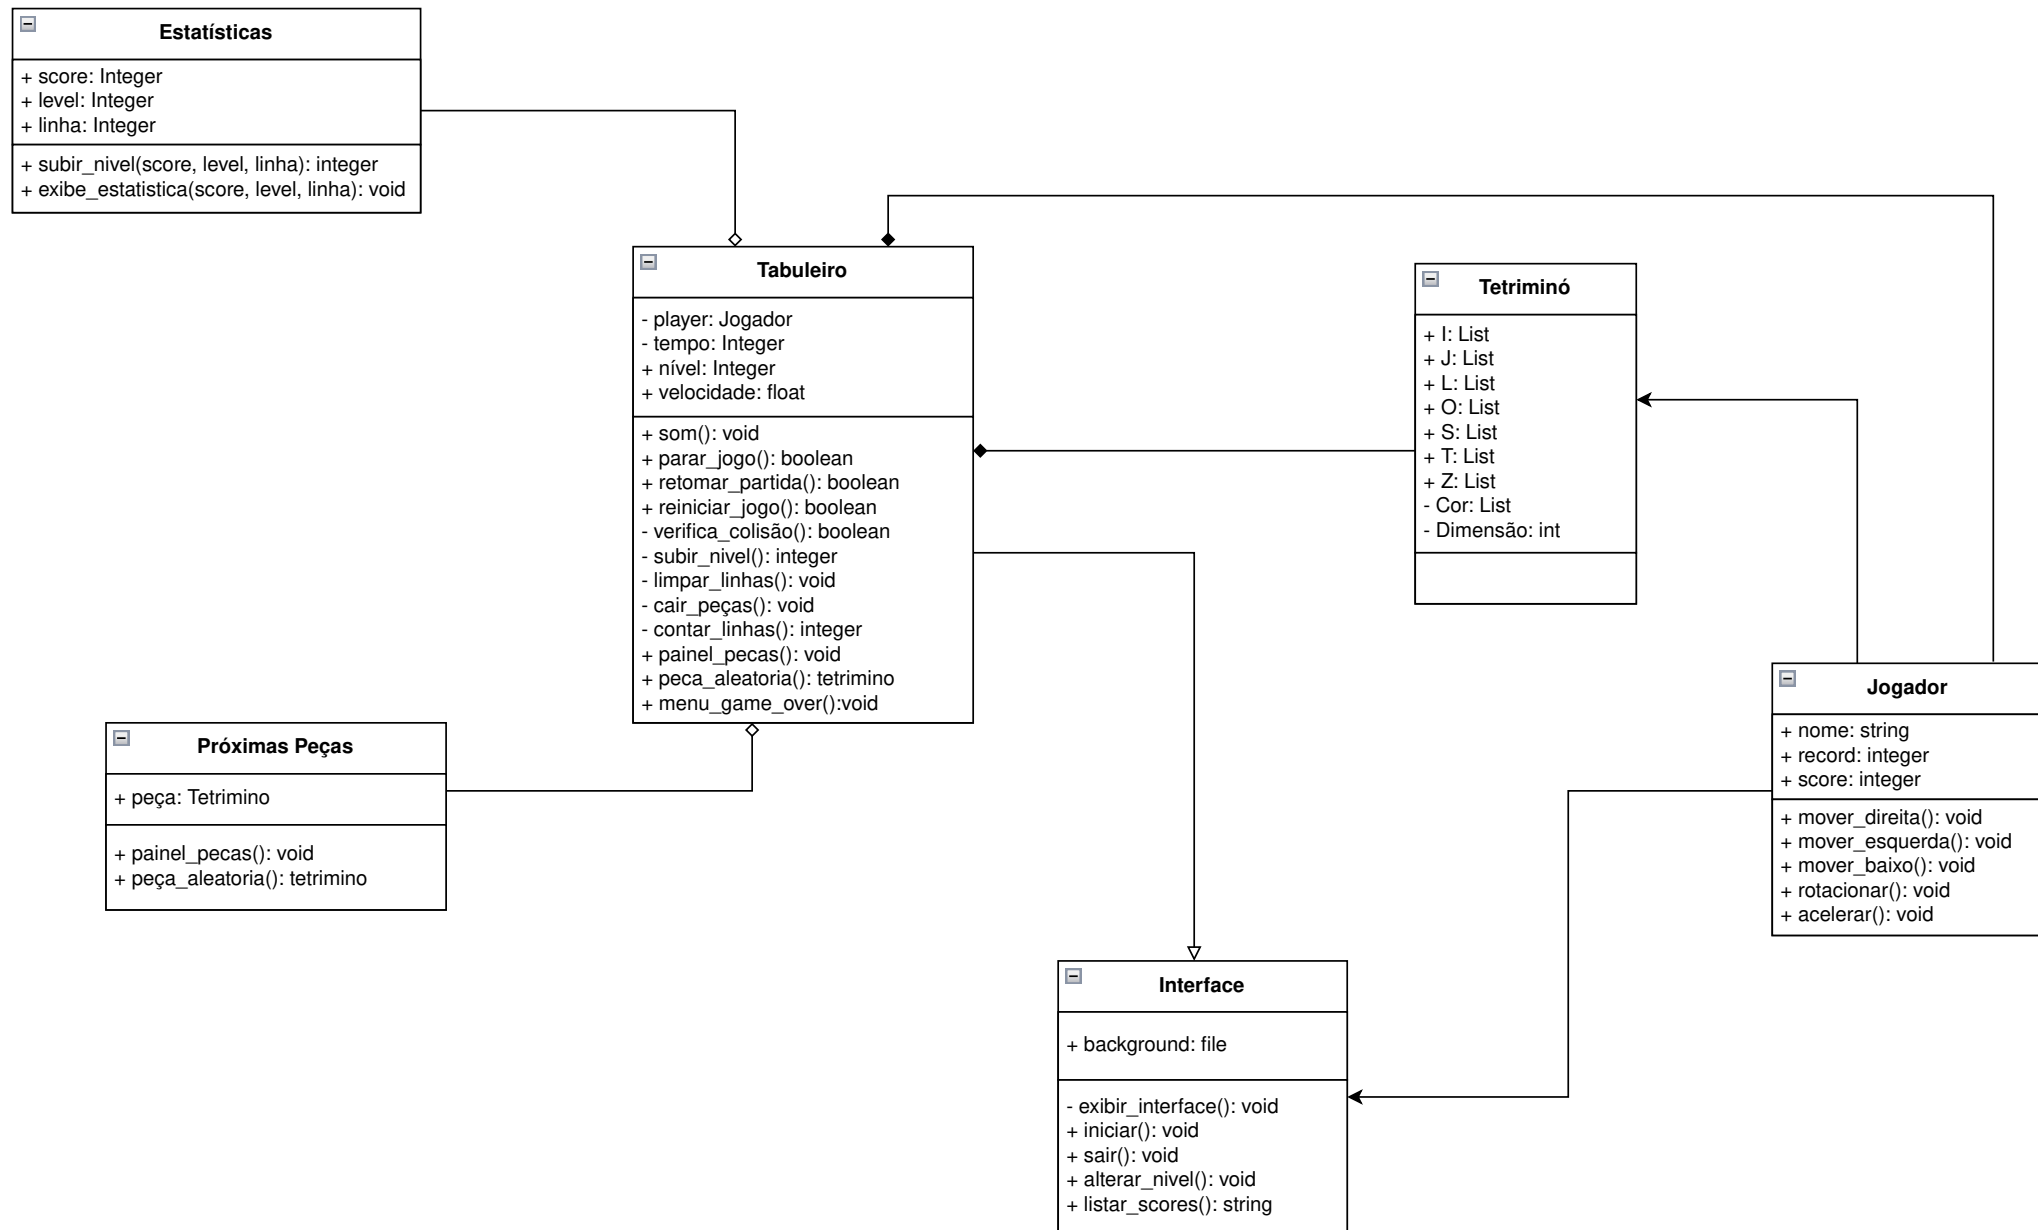 Estatísticas
+ score: Integer
+ level: Integer
+ linha: Integer
+ subir_nivel(score, level, linha): integer
+ exibe_estatistica(score, level, linha): void
Tabuleiro
- player: Jogador
- tempo: Integer
+ nível: Integer
+ velocidade: float
+ som(): void
+ parar_jogo(): boolean
+ retomar_partida(): boolean
+ reiniciar_jogo(): boolean
- verifica_colisão(): boolean
- subir_nivel(): integer
- limpar_linhas(): void
- cair_peças(): void
- contar_linhas(): integer
+ painel_pecas(): void
+ peca_aleatoria(): tetrimino
+ menu_game_over():void
Tetriminó
+ I: List
+ J: List
+ L: List
+ O: List
+ S: List
+ T: List
+ Z: List
- Cor: List
- Dimensão: int
Jogador
+ nome: string
+ record: integer
+ score: integer
+ mover_direita(): void
+ mover_esquerda(): void
+ mover_baixo(): void
+ rotacionar(): void
+ acelerar(): void
Próximas Peças
+ peça: Tetrimino
+ painel_pecas(): void
+ peça_aleatoria(): tetrimino
Interface
+ background: file
- exibir_interface(): void
+ iniciar(): void
+ sair(): void
+ alterar_nivel(): void
+ listar_scores(): string